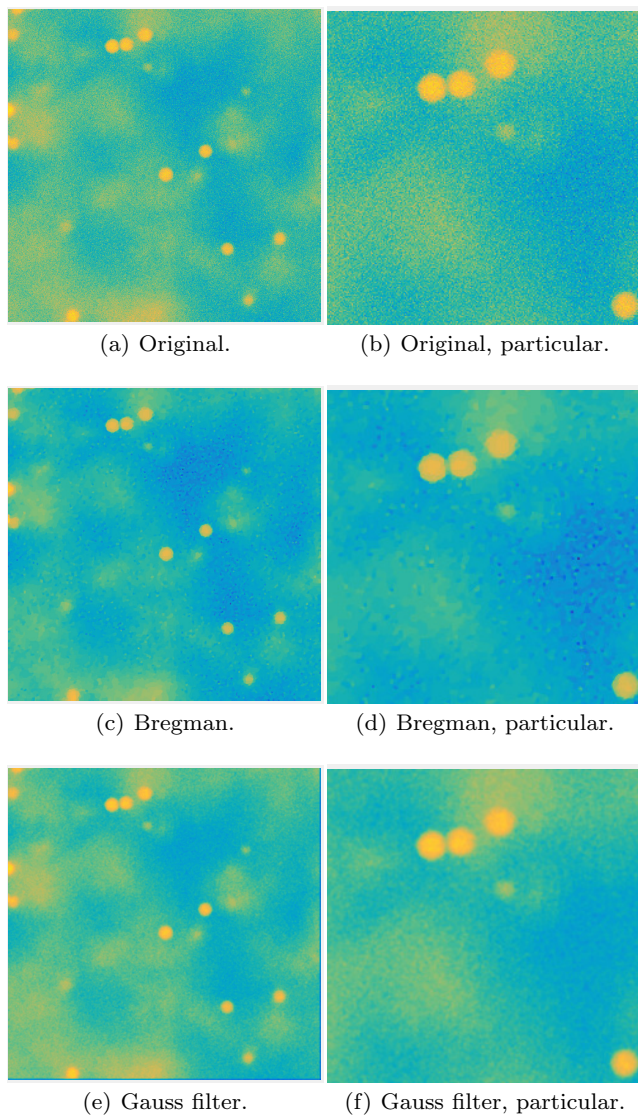 (a) Original.
(b) Original, particular.
(c) Bregman.
(d) Bregman, particular.
(e) Gauss filter.
(f) Gauss filter, particular.